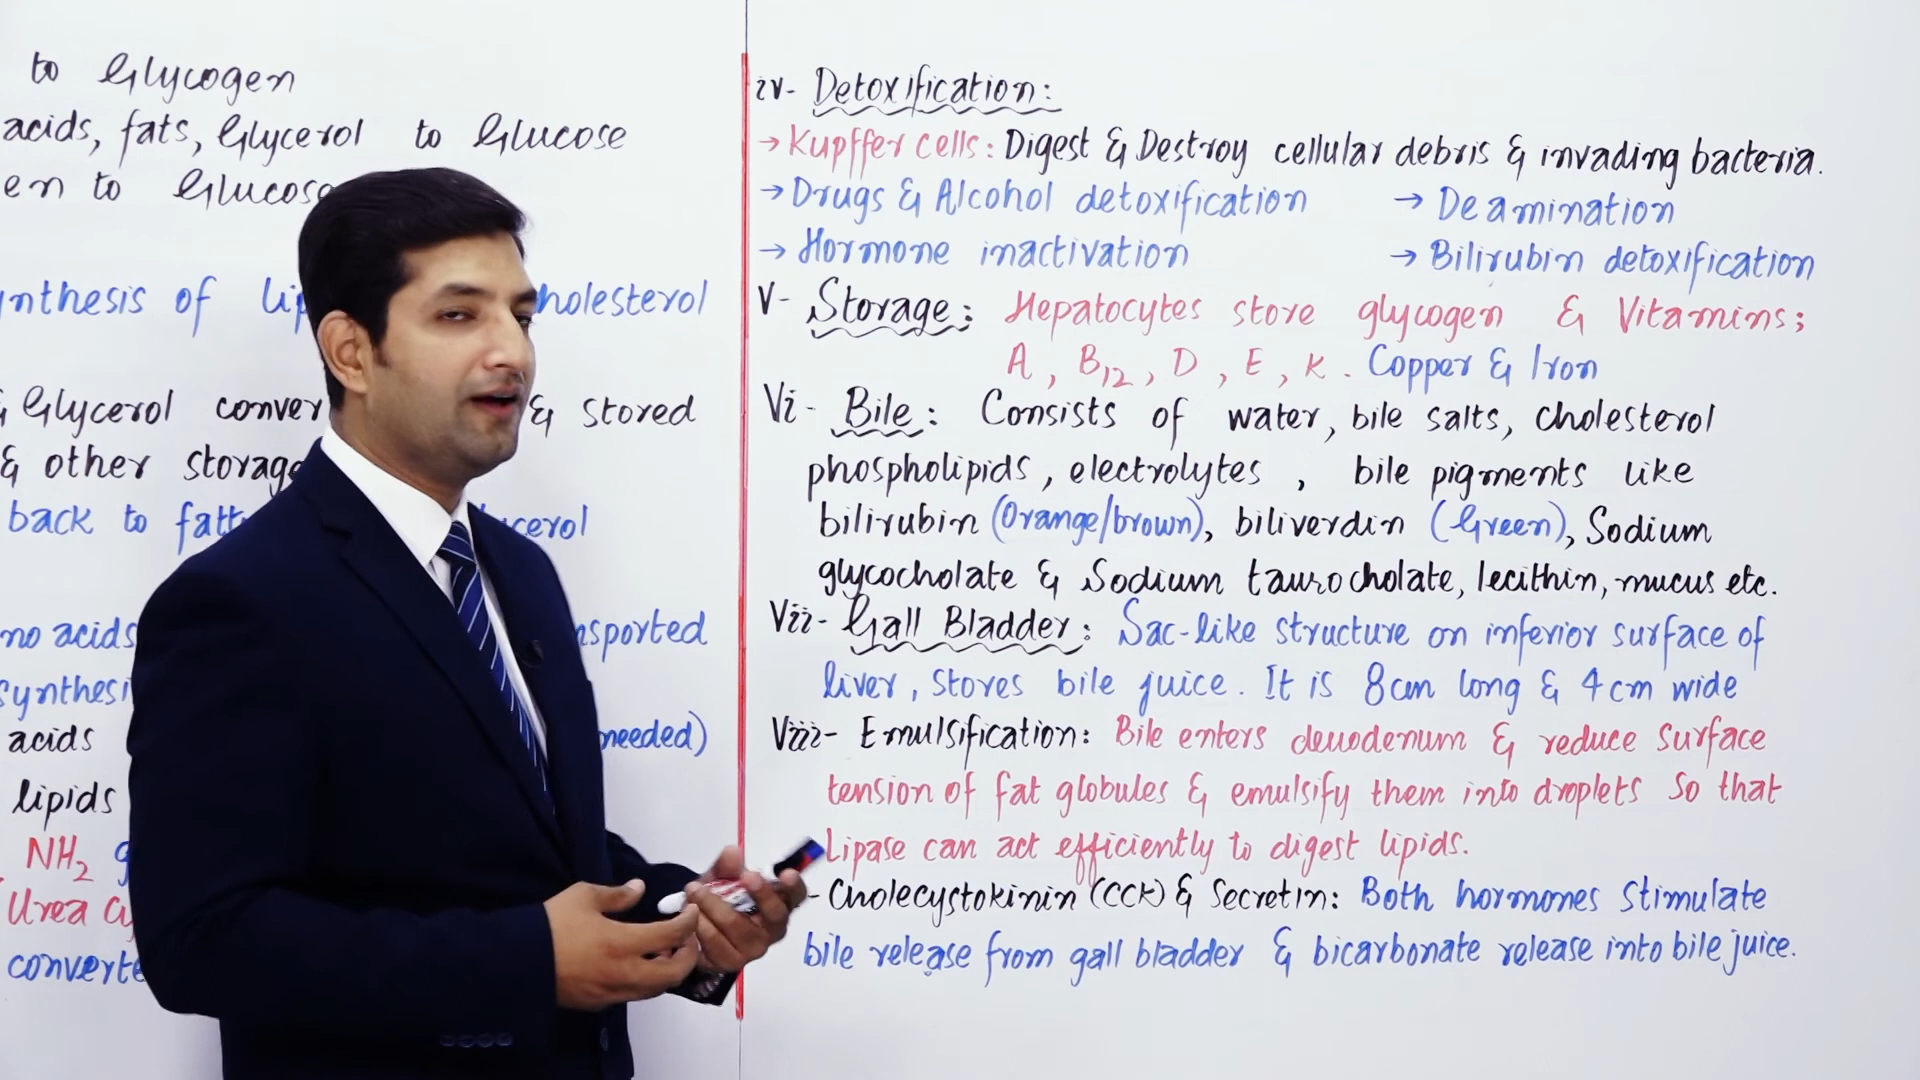 to Glycogen
acids, fats, Glycerol to Glucose
en to Glucose
nthesis of holesterol
Glycerol conver & stored
& other storage
back to fatt cerol
no acids nsported
synthesi
acids needed)
lipids
NH2
Urea
converte
iv- Detoxification:
→ Kupffer cells: Digest & Destroy cellular debris & invading bacteria.
→ Drugs & Alcohol detoxification → Deamination
→ Hormone inactivation → Bilirubin detoxification
V- Storage: Hepatocytes store glycogen & Vitamins;
A, B12, D, E, K. Copper & Iron
Vi- Bile: Consists of water, bile salts, cholesterol
phospholipids, electrolytes, bile pigments like
bilirubin (Orange/brown), biliverdin (Green), Sodium
glycocholate & Sodium taurocholate, lecithin, mucus etc.
Vii- Gall Bladder: Sac-like structure on inferior surface of
liver, stores bile juice. It is 8cm long & 4cm wide
Viii- Emulsification: Bile enters deuodenum & reduce surface
tension of fat globules & emulsify them into droplets so that
Lipase can act efficiently to digest lipids.
-Cholecystokinin (CCK) & Secretin: Both hormones stimulate
bile release from gall bladder & bicarbonate release into bile juice.